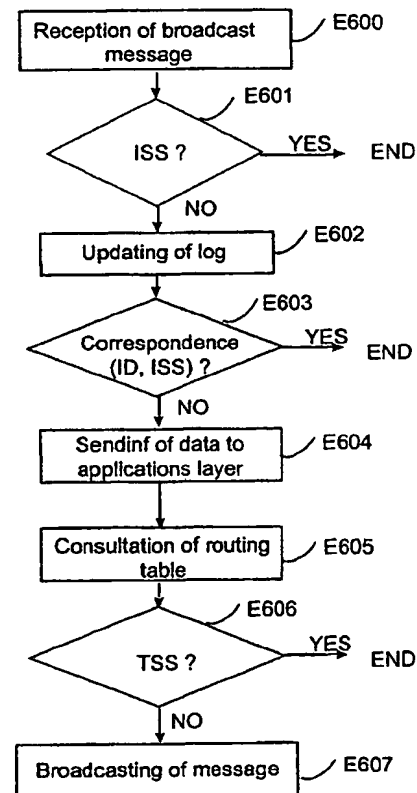 Reception of broadcast
message
E600
E601
ISS ?
YES
END
NO
Updating of log
E602
E603
Correspondence
(ID, ISS) ?
YES
END
NO
Sendinf of data to
applications layer
E604
Consultation of routing
table
E605
E606
TSS ?
YES
END
NO
Broadcasting of message
E607